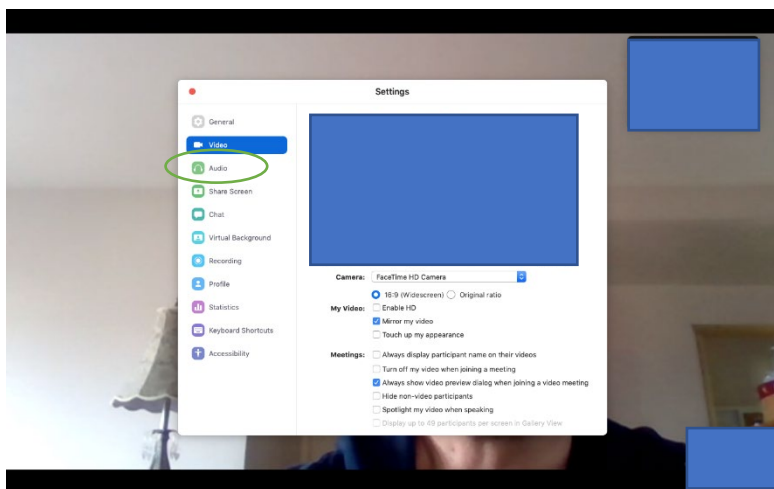 Settings
General
Video
Audio
Share Screen
Chat
Virtual Background
Recording
Profile
Statistics
Keyboard Shortcuts
Accessibility
Camera: FaceTime HD Camera
16:9 (Widescreen) Original ratio
My Video: Enable HD
Mirror my video
Touch up my appearance
Meetings: Always display participant name on their videos
Turn off my video when joining a meeting
Always show video preview dialog when joining a video meeting
Hide non-video participants
Spotlight my video when speaking
Display up to 49 participants per screen in Gallery View